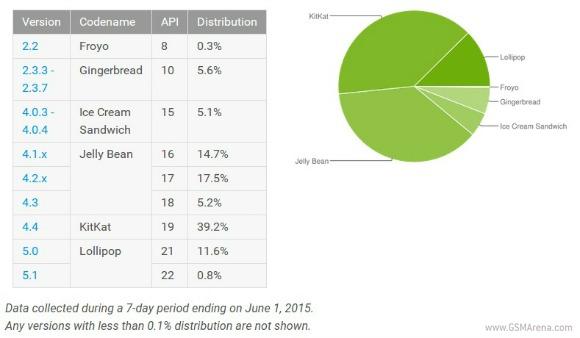 Version Codename API Distribution
2.2 Froyo 8 0.3%
2.3.3 - Gingerbread 10 5.6%
2.3.7
4.0.3 - Ice Cream 15 5.1%
4.0.4 Sandwich
4.1.x Jelly Bean 16 14.7%
4.2.x 17 17.5%
4.3 18 5.2%
4.4 KitKat 19 39.2%
5.0 Lollipop 21 11.6%
5.1 22 0.8%
KitKat
Lollipop
Froyo
Gingerbread
Ice Cream Sandwich
Jelly Bean
Data collected during a 7-day period ending on June 1, 2015.
Any versions with less than 0.1% distribution are not shown.
www.GSMArena.com